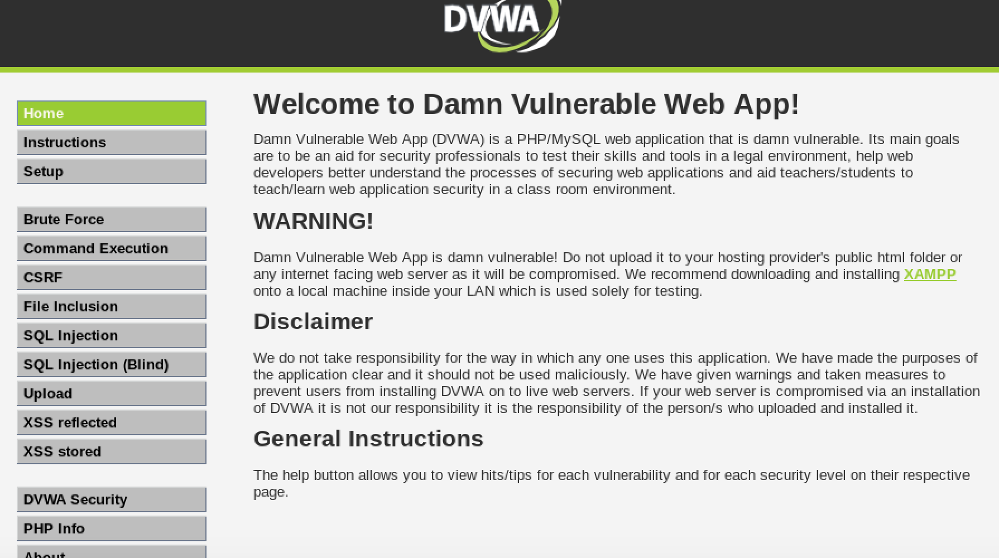 DVWA
Home
Instructions
Setup
Brute Force
Command Execution
CSRF
File Inclusion
SQL Injection
SQL Injection (Blind)
Upload
XSS reflected
XSS stored
DVWA Security
PHP Info
About
Welcome to Damn Vulnerable Web App!
Damn Vulnerable Web App (DVWA) is a PHP/MySQL web application that is damn vulnerable. Its main goals
are to be an aid for security professionals to test their skills and tools in a legal environment, help web
developers better understand the processes of securing web applications and aid teachers/students to
teach/learn web application security in a class room environment.
WARNING!
Damn Vulnerable Web App is damn vulnerable! Do not upload it to your hosting provider's public html folder or
any internet facing web server as it will be compromised. We recommend downloading and installing XAMPP
onto a local machine inside your LAN which is used solely for testing.
Disclaimer
We do not take responsibility for the way in which any one uses this application. We have made the purposes of
the application clear and it should not be used maliciously. We have given warnings and taken measures to
prevent users from installing DVWA on to live web servers. If your web server is compromised via an installation
of DVWA it is not our responsibility it is the responsibility of the person/s who uploaded and installed it.
General Instructions
The help button allows you to view hits/tips for each vulnerability and for each security level on their respective
page.